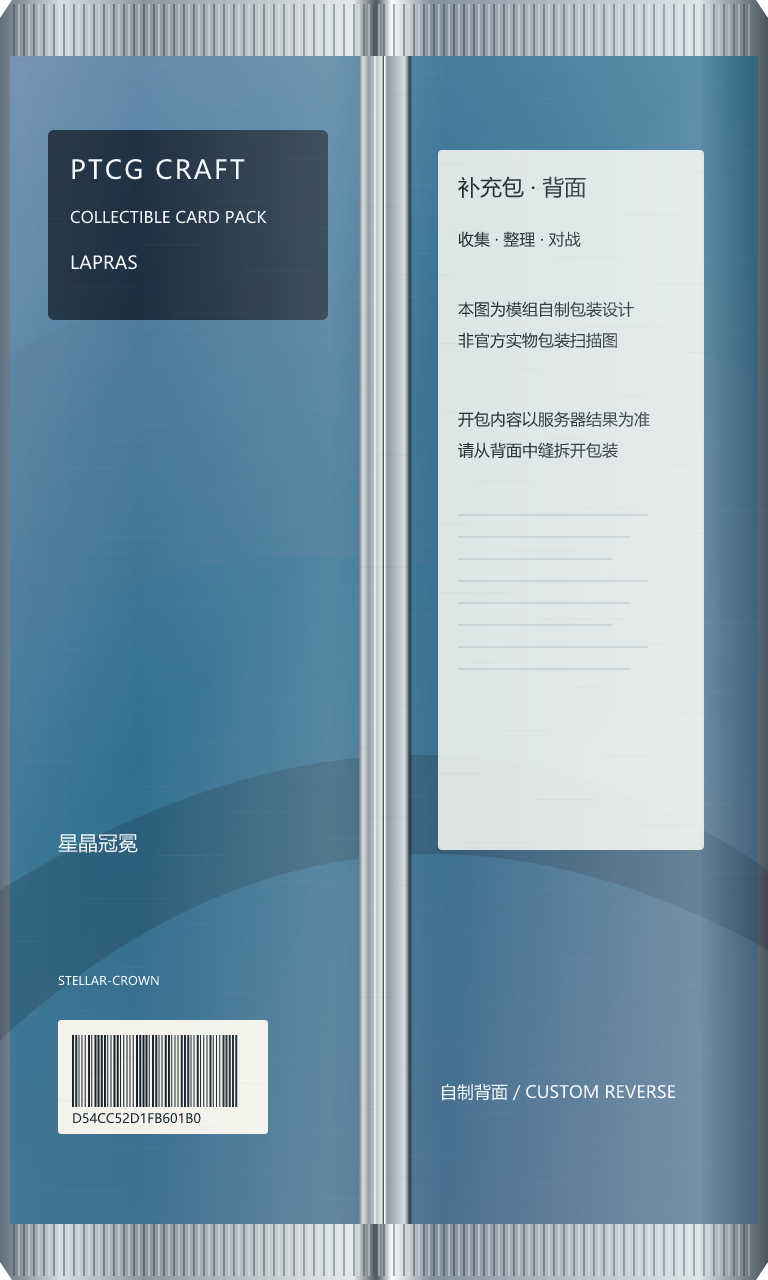 PTCG CRAFT
COLLECTIBLE CARD PACK
LAPRAS
星晶冠冕
STELLAR-CROWN
D54CC52D1FB601B0
补充包 · 背面
收集 · 整理 · 对战
本图为模组自制包装设计
非官方实物包装扫描图
开包内容以服务器结果为准
请从背面中缝拆开包装
自制背面 / CUSTOM REVERSE